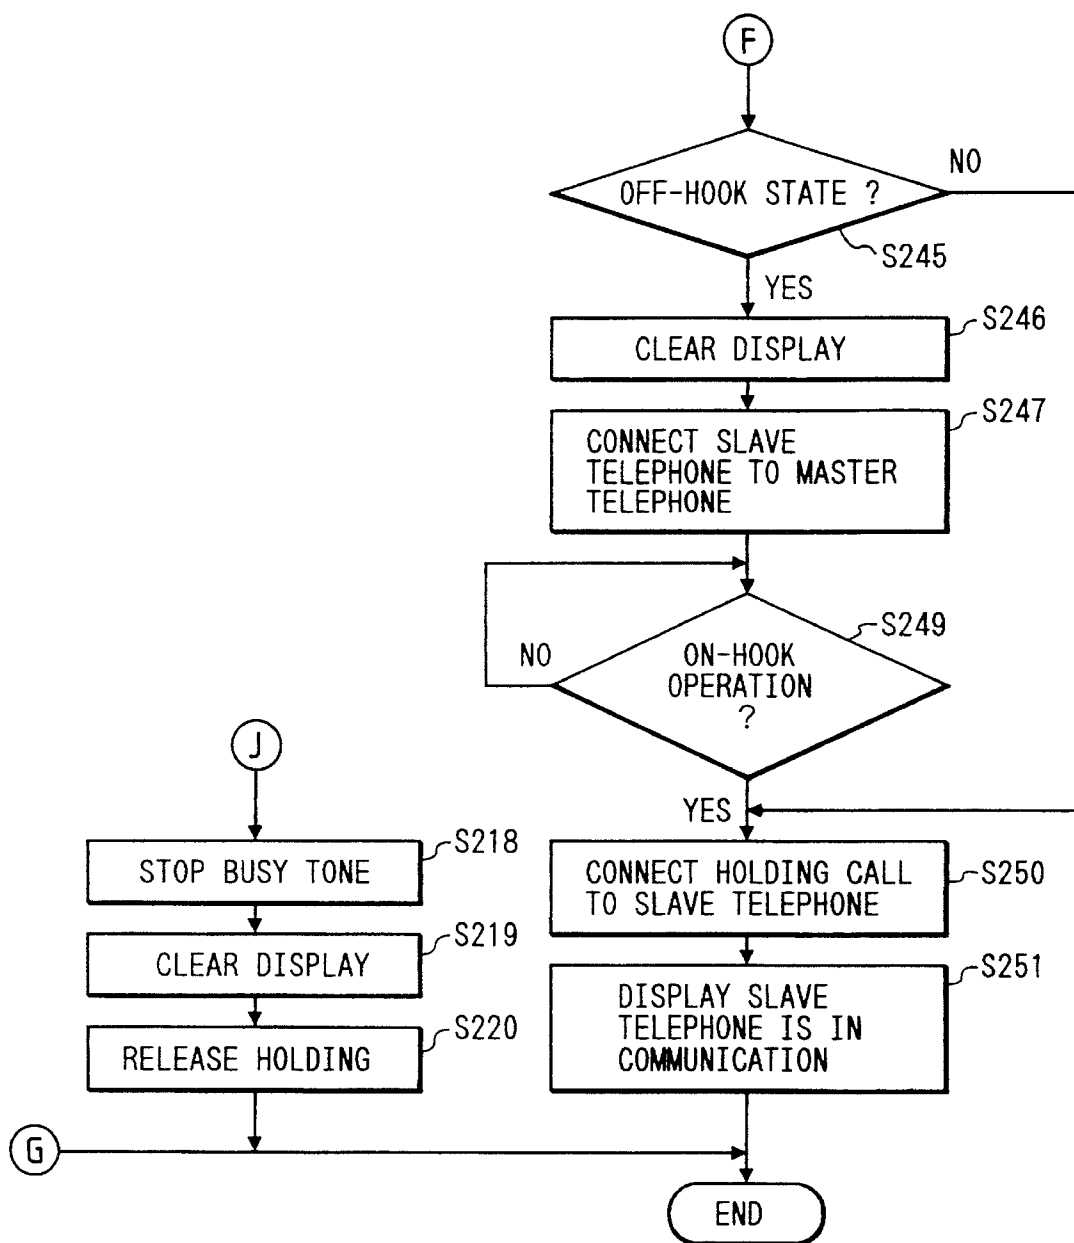 F
OFF-HOOK STATE ?
NO
S245
YES
S246
CLEAR DISPLAY
S247
CONNECT SLAVE
TELEPHONE TO MASTER
TELEPHONE
S249
NO
ON-HOOK
OPERATION
?
YES
J
S218
STOP BUSY TONE
S219
CLEAR DISPLAY
S220
RELEASE HOLDING
S250
CONNECT HOLDING CALL
TO SLAVE TELEPHONE
S251
DISPLAY SLAVE
TELEPHONE IS IN
COMMUNICATION
G
END